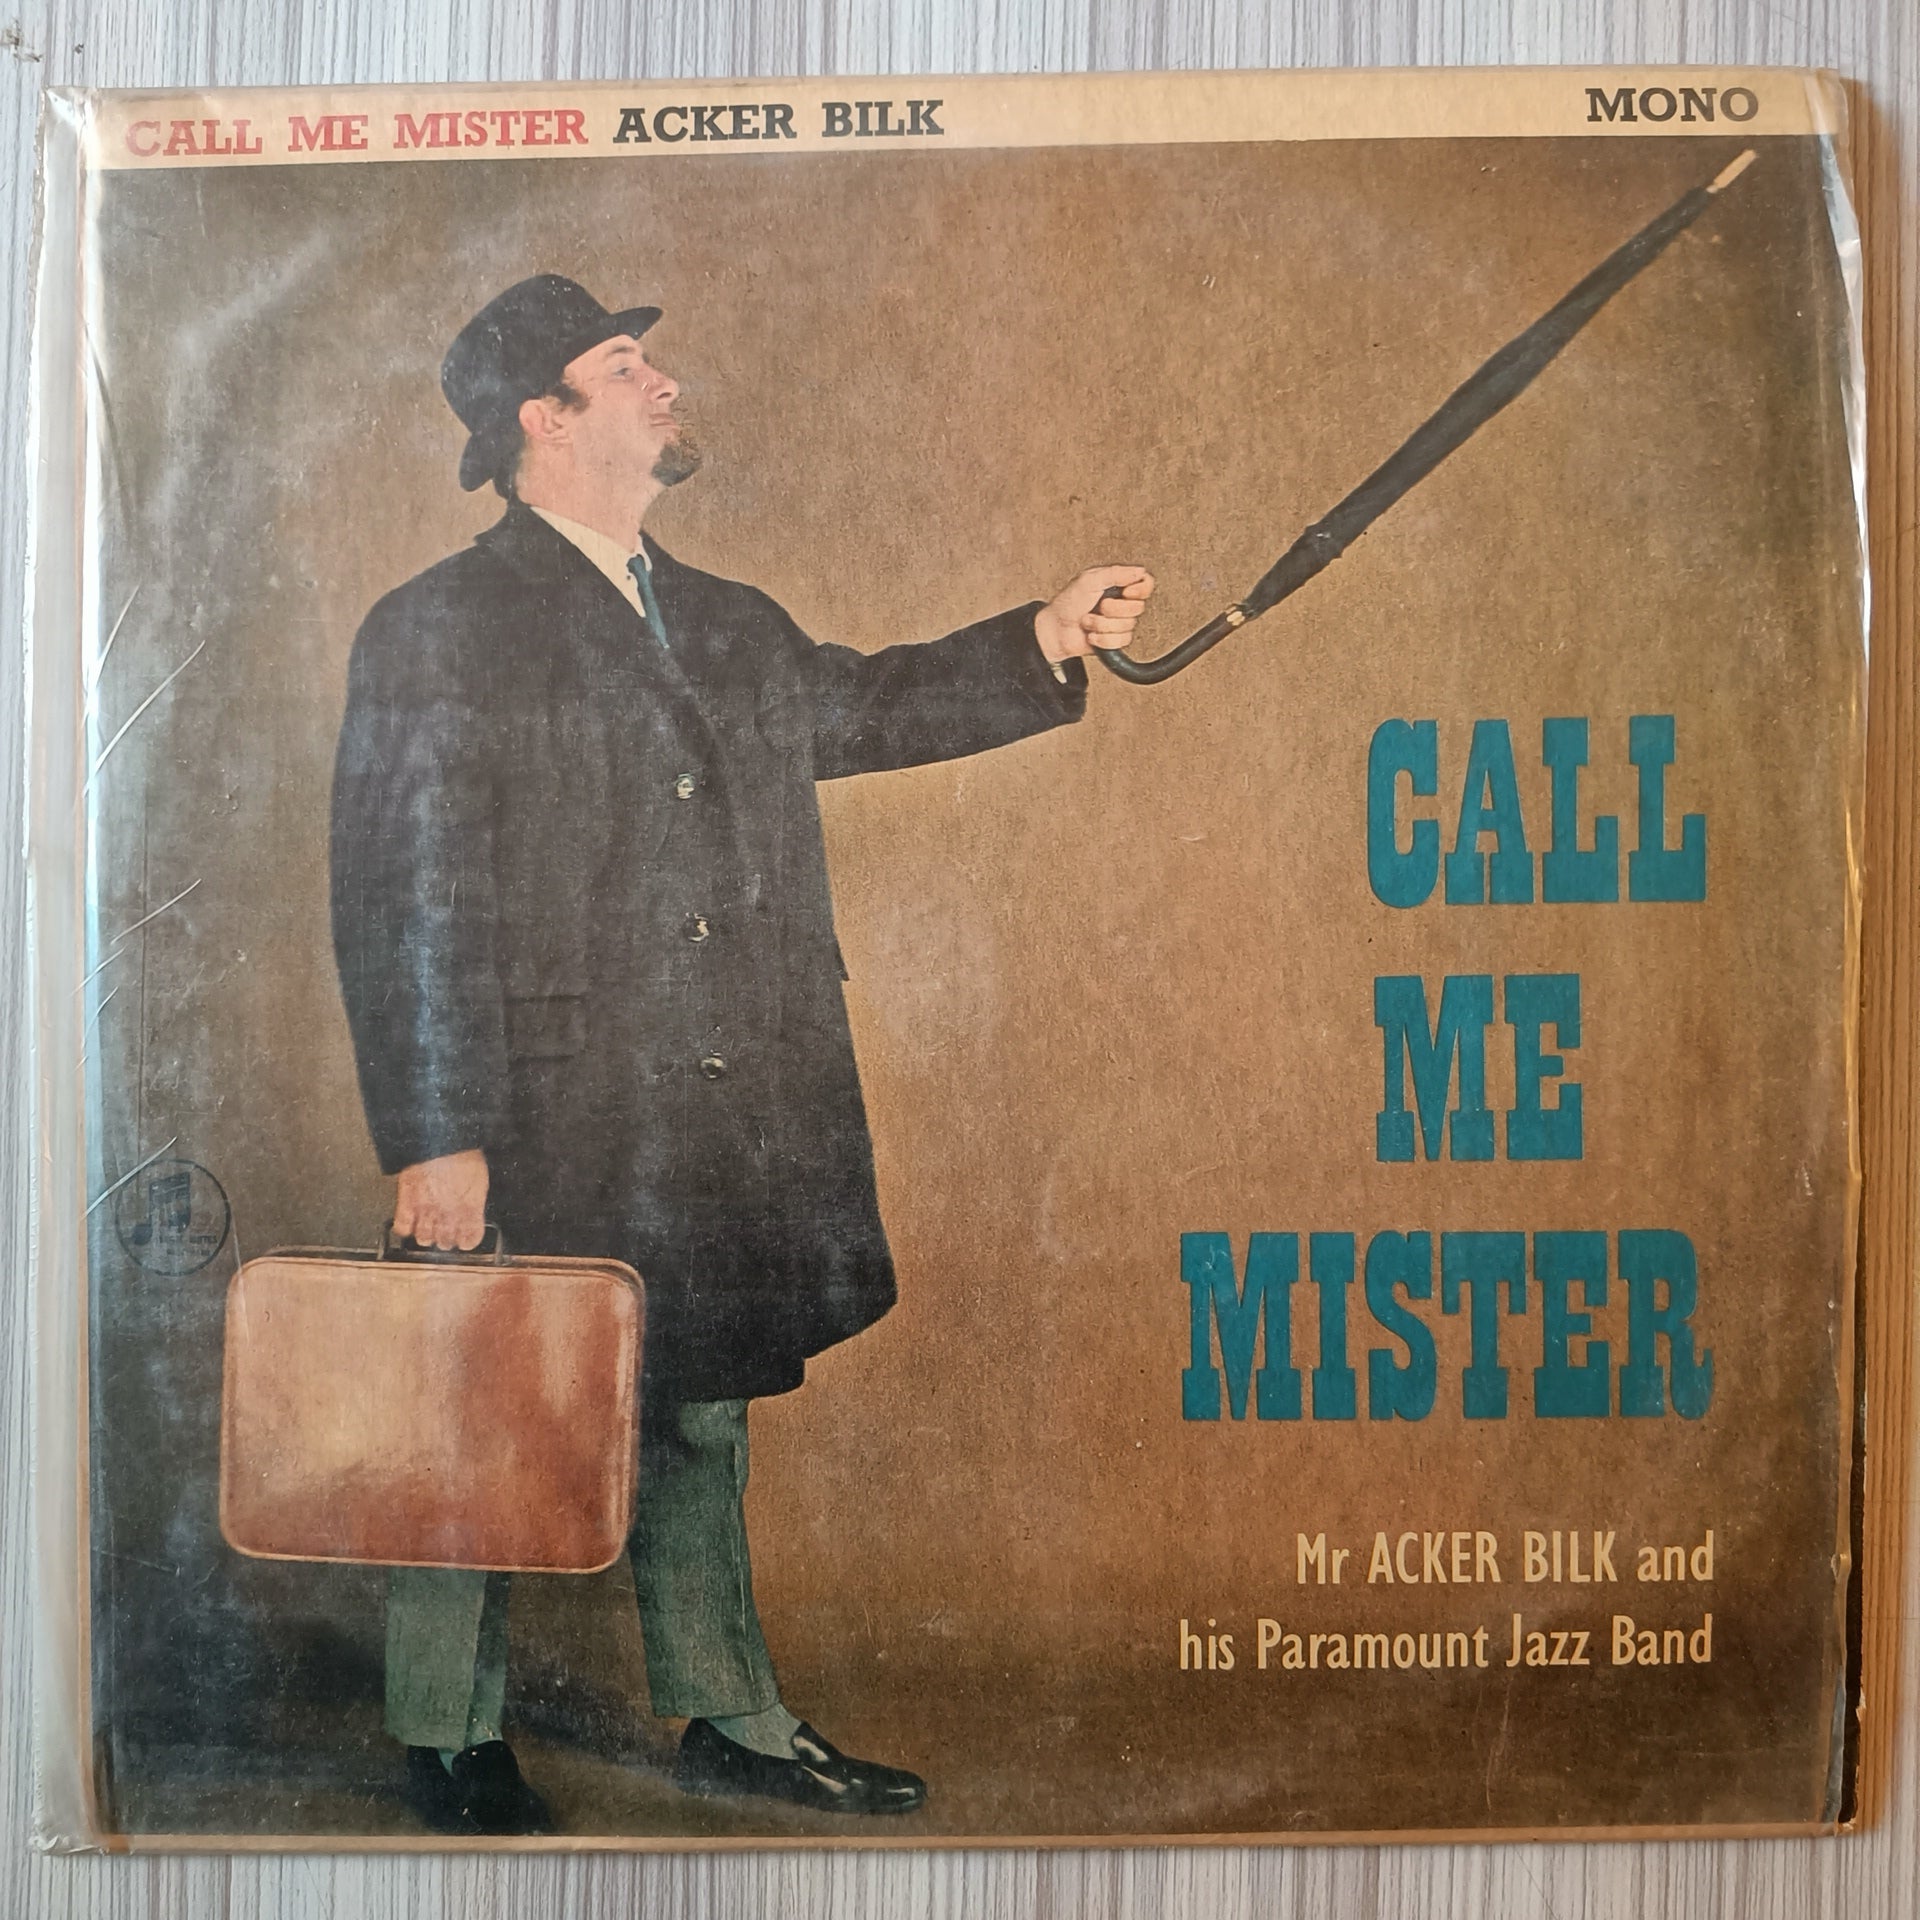 CALL ME MISTER ACKER BILK
MONO
CALL
ME
MISTER
Mr ACKER BILK and
his Paramount Jazz Band